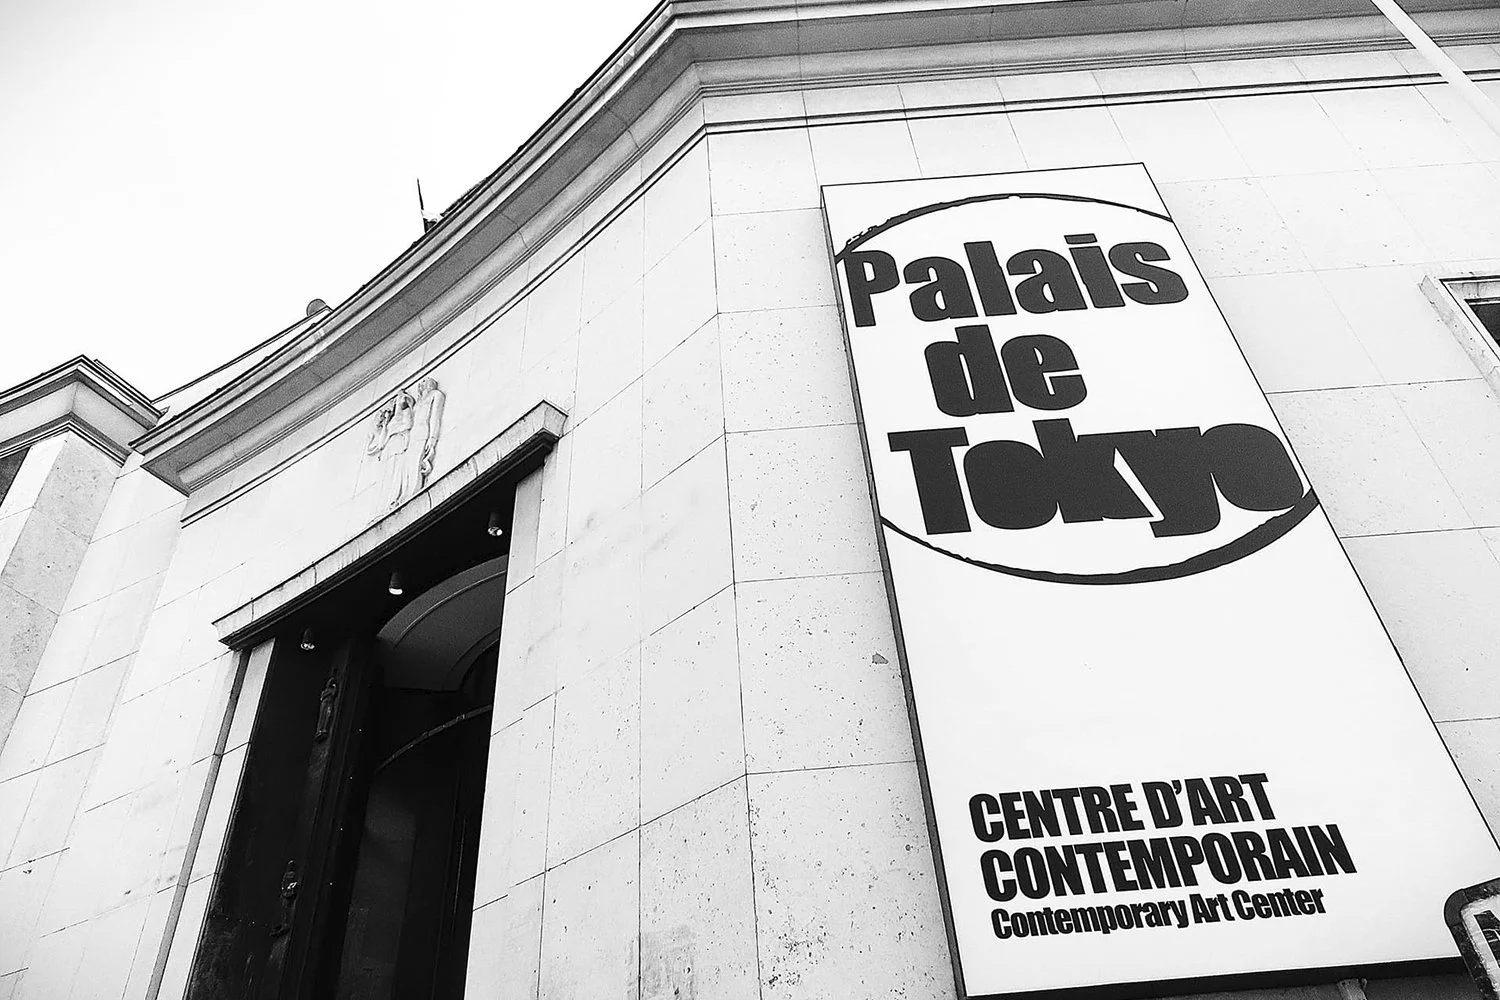 Palais
de
Tokyo
CENTRE D'ART
CONTEMPORAIN
Contemporary Art Center